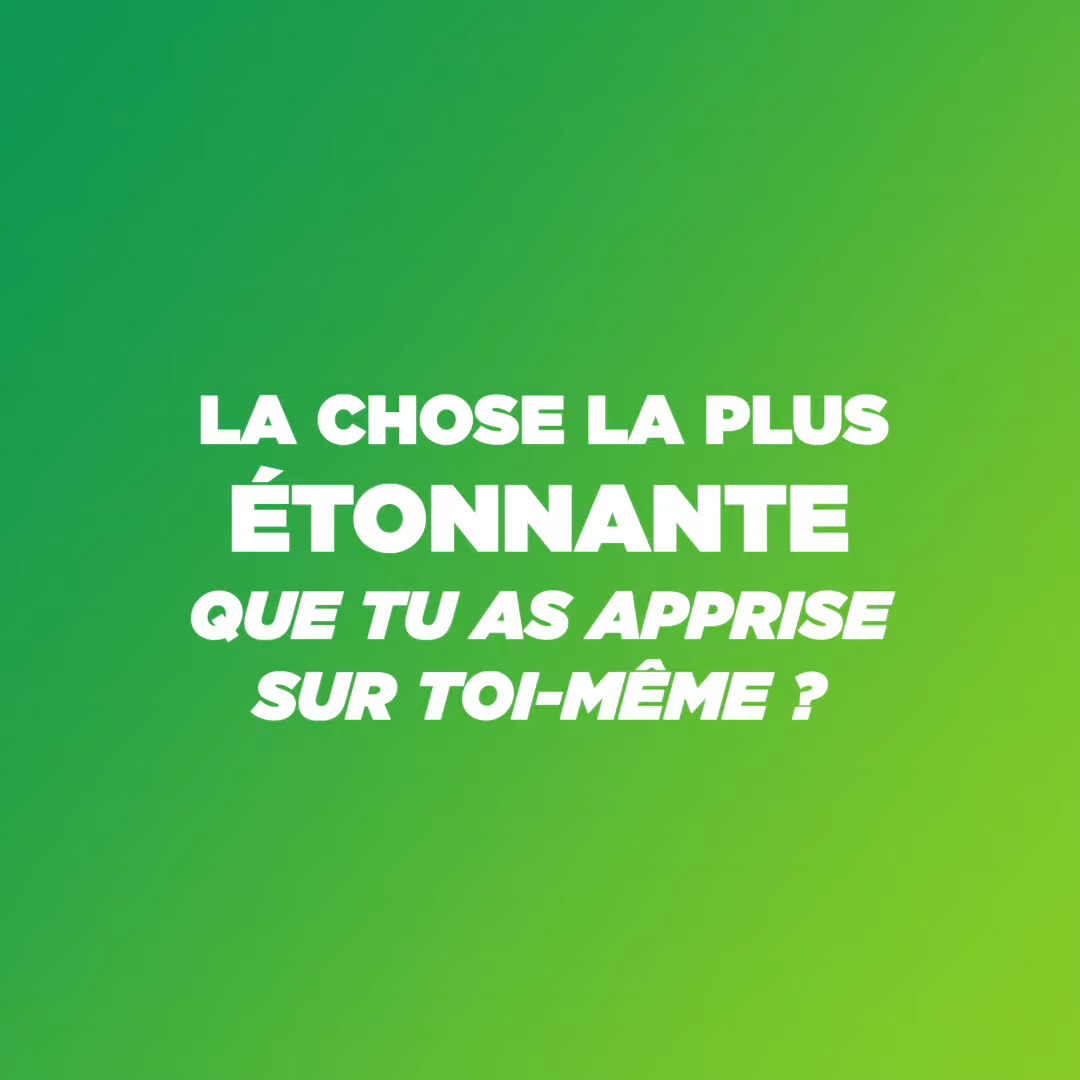 LA CHOSE LA PLUS
ÉTONNANTE
QUE TU AS APPRISE
SUR TOI-MÊME ?